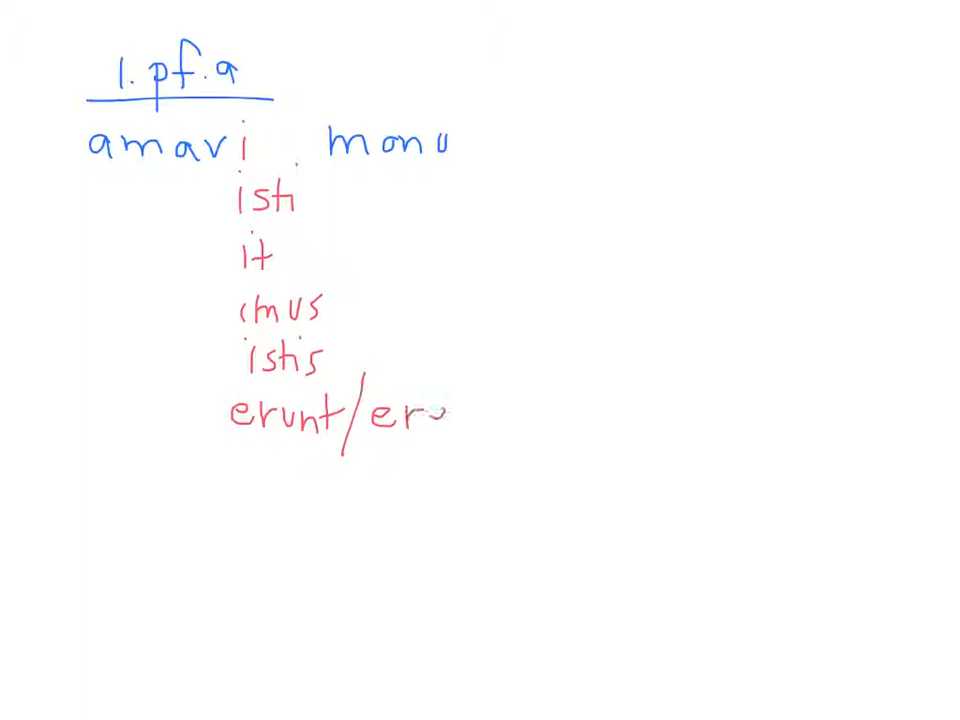 1. pf. a
amavi monu
isti
it
imus
istis
erunt/er